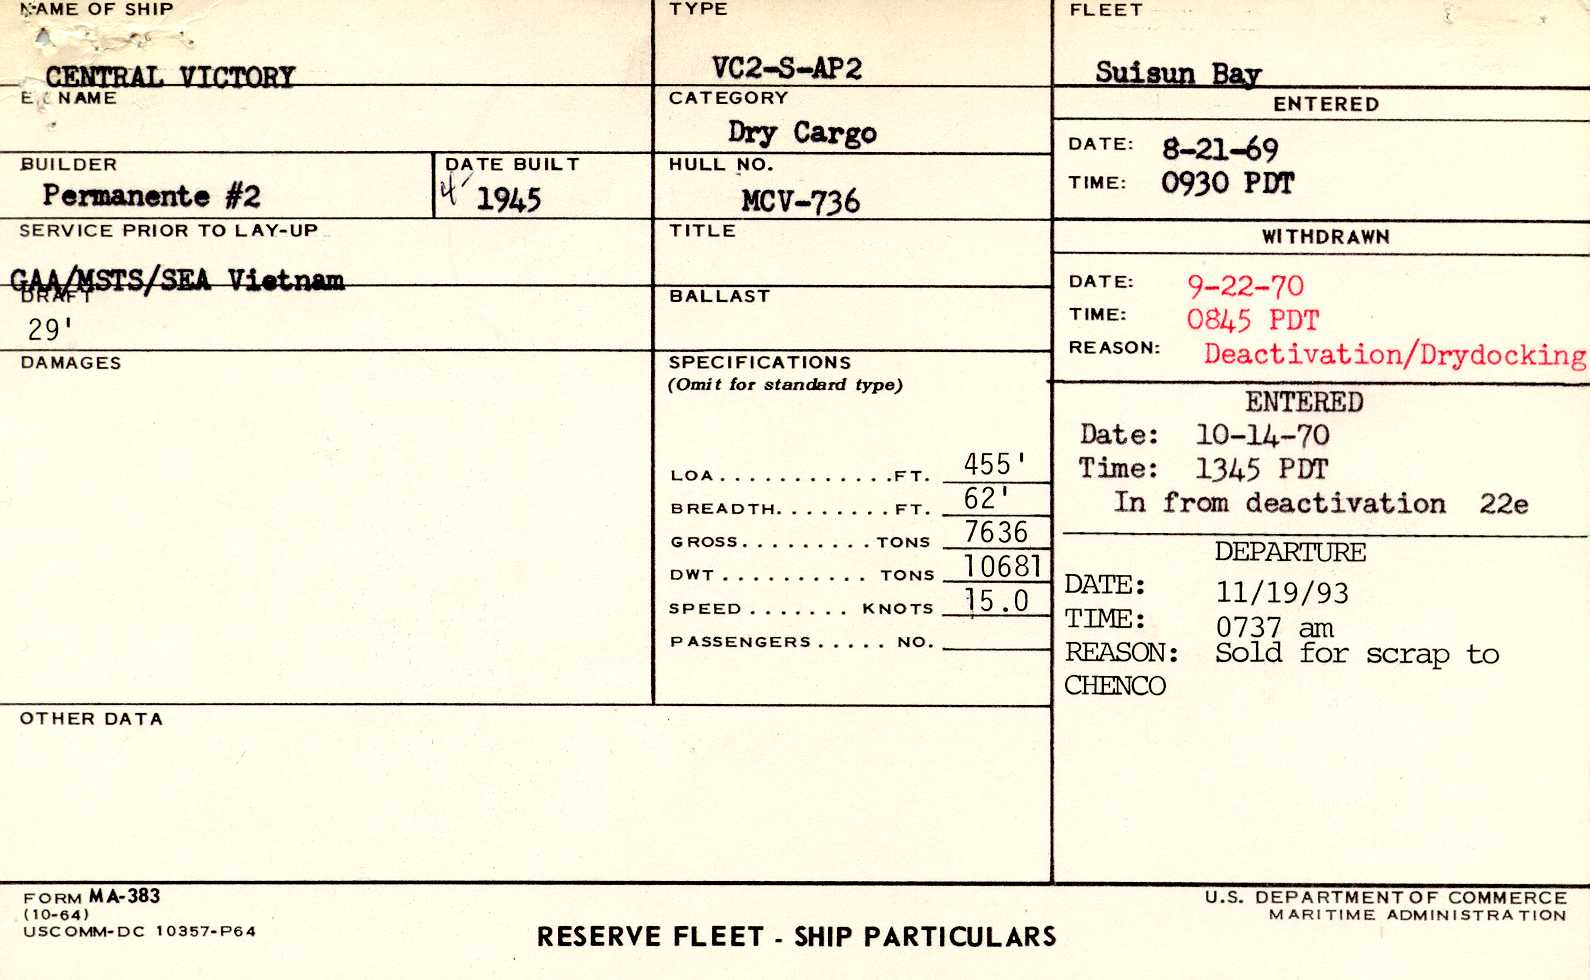 NAME OF SHIP
CENTRAL VICTORY
NAME
BUILDER
Permanente #2
DATE BUILT
4- 1945
SERVICE PRIOR TO LAY-UP
GAA/MSTS/SEA Vietnam
DRAFT
29'
DAMAGES
TYPE
VC2-S-AP2
CATEGORY
Dry Cargo
HULL NO.
MCV-736
TITLE
BALLAST
SPECIFICATIONS
(Omit for standard type)
LOA.............FT. 455'
BREADTH........FT. 62'
GROSS.........TONS 7636
DWT.......... TONS 10681
SPEED....... KNOTS 15.0
PASSENGERS..... NO.
OTHER DATA
FLEET
Suisun Bay
ENTERED
DATE: 8-21-69
TIME: 0930 PDT
WITHDRAWN
DATE: 9-22-70
TIME: 0845 PDT
REASON: Deactivation/Drydocking
ENTERED
Date: 10-14-70
Time: 1345 PDT
In from deactivation 22e
DEPARTURE
DATE: 11/19/93
TIME: 0737 am
REASON: Sold for scrap to
CHENCO
FORM MA-383
(10-64)
USCOMM-DC 10357-P64
RESERVE FLEET - SHIP PARTICULARS
U.S. DEPARTMENT OF COMMERCE
MARITIME ADMINISTRATION